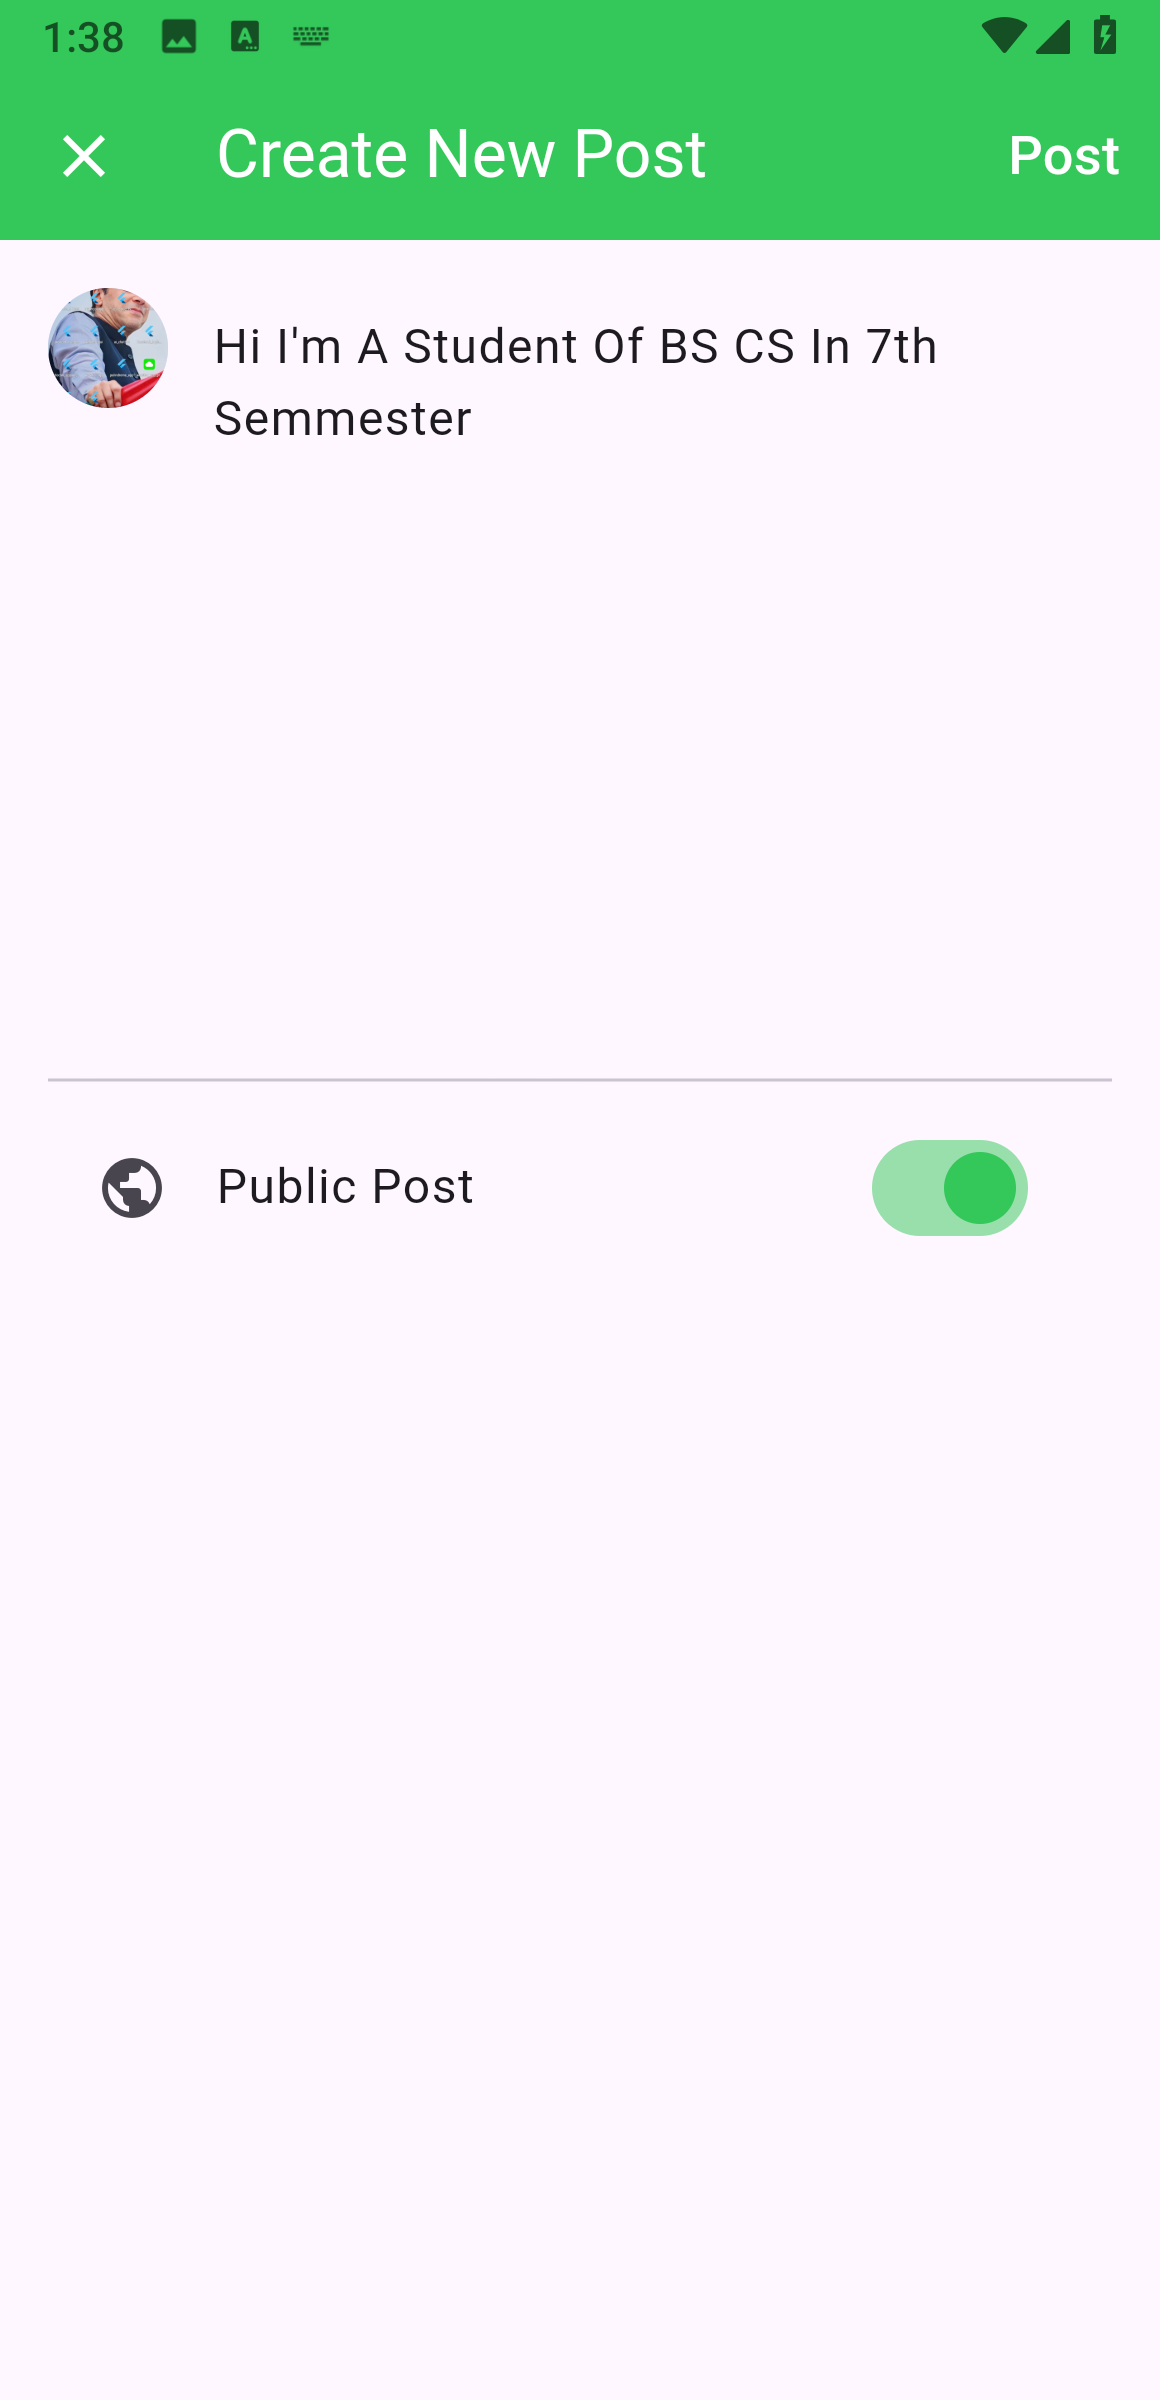 1:38
Create New Post
Post
Hi I'm A Student Of BS CS In 7th
Semmester
Public Post